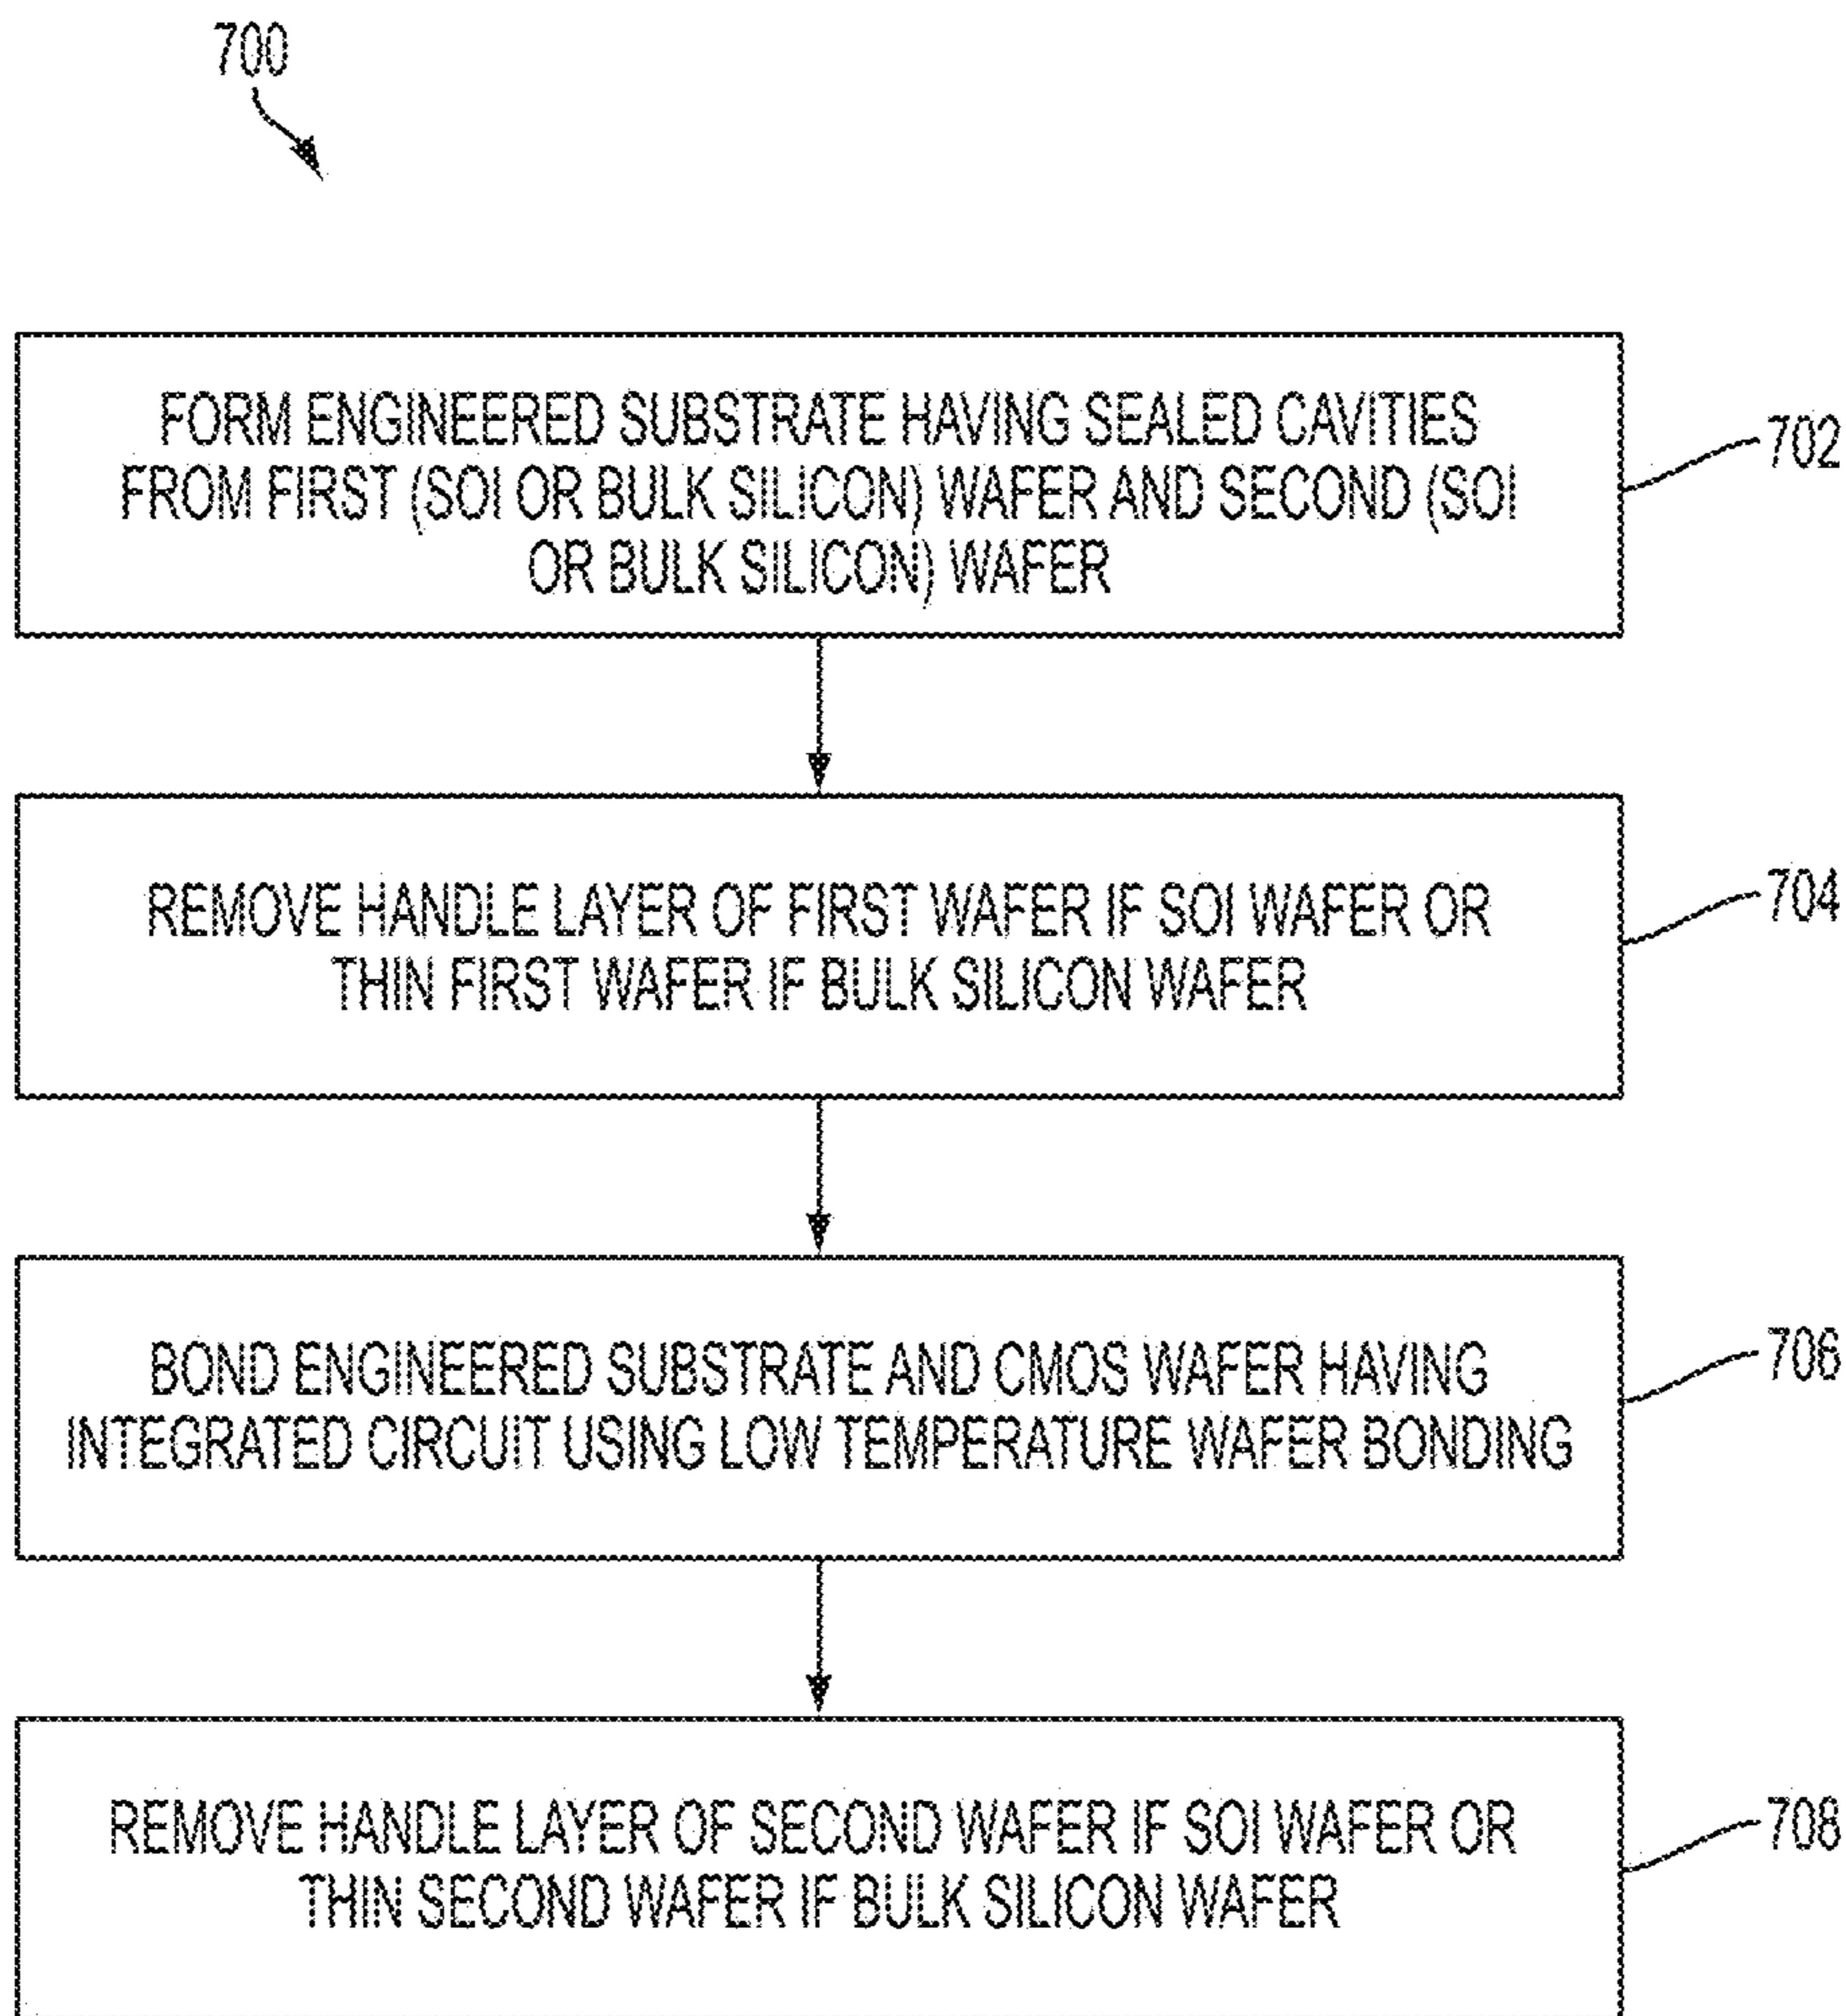 700
FORM ENGINEERED SUBSTRATE HAVING SEALED CAVITIES
FROM FIRST (SOI OR BULK SILICON) WAFER AND SECOND (SOI
OR BULK SILICON) WAFER
702
REMOVE HANDLE LAYER OF FIRST WAFER IF SOI WAFER OR
THIN FIRST WAFER IF BULK SILICON WAFER
704
BOND ENGINEERED SUBSTRATE AND CMOS WAFER HAVING
INTEGRATED CIRCUIT USING LOW TEMPERATURE WAFER BONDING
706
REMOVE HANDLE LAYER OF SECOND WAFER IF SOI WAFER OR
THIN SECOND WAFER IF BULK SILICON WAFER
708